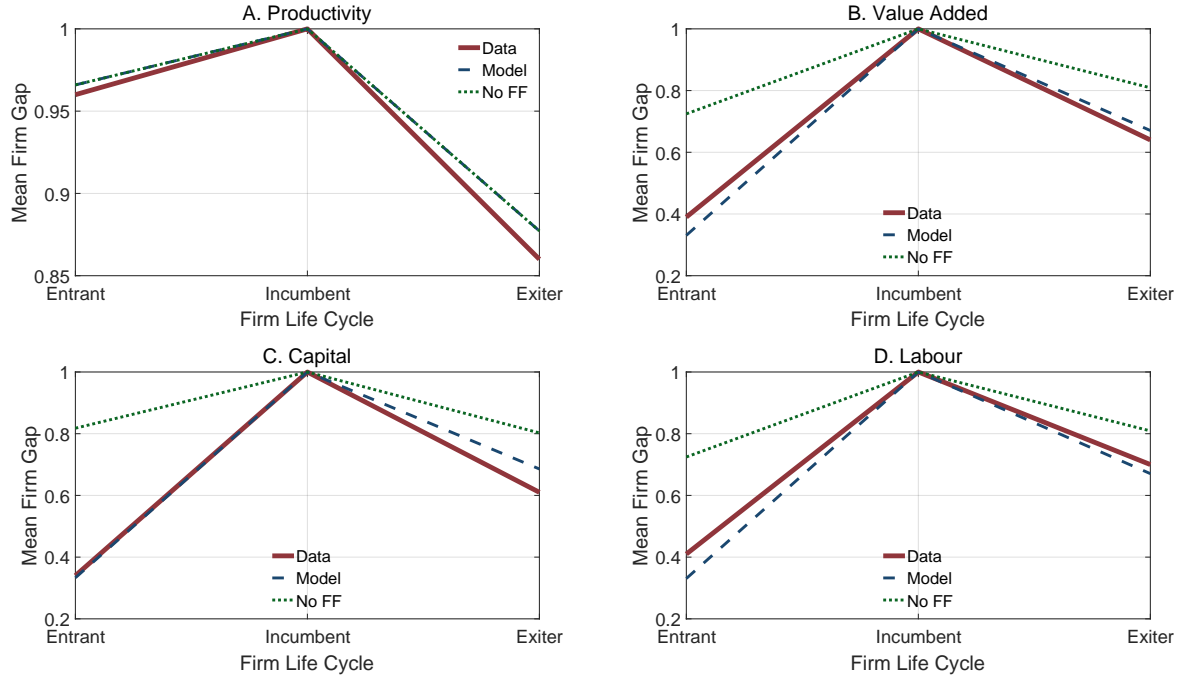 A. Productivity
1
0.95
0.9
0.85
Mean Firm Gap
Entrant
Incumbent
Exiter
Firm Life Cycle
Data
Model
No FF
B. Value Added
1
0.8
0.6
0.4
0.2
Mean Firm Gap
Entrant
Incumbent
Exiter
Firm Life Cycle
Data
Model
No FF
C. Capital
1
0.8
0.6
0.4
0.2
Mean Firm Gap
Entrant
Incumbent
Exiter
Firm Life Cycle
Data
Model
No FF
D. Labour
1
0.8
0.6
0.4
0.2
Mean Firm Gap
Entrant
Incumbent
Exiter
Firm Life Cycle
Data
Model
No FF